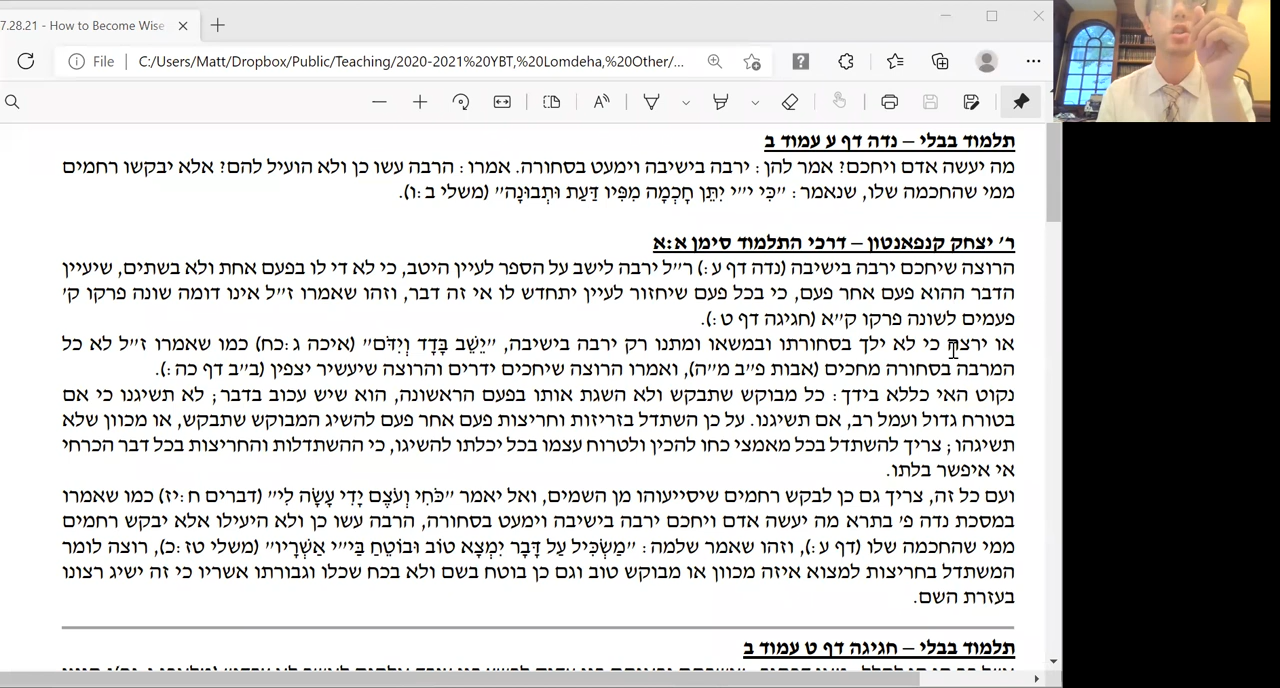 7.28.21 - How to Become Wise
File
C:/Users/Matt/Dropbox/Public/Teaching/2020-2021%20YBT,%20Lomdeha,%20Other/...
תלמוד בבלי – נדה דף ע עמוד ב
מה יעשה אדם ויחכם? אמר להן: ירבה בישיבה וימעט בסחורה. אמרו: הרבה עשו כן ולא הועיל להם? אלא יבקשו רחמים
ממי שהחכמה שלו, שנאמר: "כִּי י"י יִתֵּן חָכְמָה מִפִּיו דַּעַת וּתְבוּנָה" (משלי ב:ו).
ר' יצחק קנפאנטון – דרכי התלמוד סימן א:א
הרוצה שיחכם ירבה בישיבה (נדה דף ע:) ר"ל ירבה לישב על הספר לעיין היטב, כי לא די לו בפעם אחת ולא בשתים, שיעיין
הדבר ההוא פעם אחר פעם, כי בכל פעם שיחזור לעיין יתחדש לו אי זה דבר, וזהו שאמרו ז"ל אינו דומה שונה פרקו ק'
פעמים לשונה פרקו ק"א (חגיגה דף ט:).
או ירצה כי לא ילך בסחורתו ובמשאו ומתנו רק ירבה בישיבה, "יֵשֵׁב בָּדָד וְיִדֹּם" (איכה ג:כח) כמו שאמרו ז"ל לא כל
המרבה בסחורה מחכים (אבות פ"ב מ"ה), ואמרו הרוצה שיחכים ידרים והרוצה שיעשיר יצפין (ב"ב דף כה:).
נקוט האי כללא בידך: כל מבוקש שתבקש ולא השגת אותו בפעם הראשונה, הוא שיש עכוב בדבר; לא תשיגנו כי אם
בטורח גדול ועמל רב, אם תשיגנו. על כן השתדל בזריזות וחריצות פעם אחר פעם להשיג המבוקש שתבקש, או מכוון שלא
תשיגהו; צריך להשתדל בכל מאמצי כחו להכין ולטרוח עצמו בכל יכלתו להשיגו, כי ההשתדלות והחריצות בכל דבר הכרחי
אי איפשר בלתו.
ועם כל זה, צריך גם כן לבקש רחמים שיסייעוהו מן השמים, ואל יאמר "כֹּחִי וְעֹצֶם יָדִי עָשָׂה לִי" (דברים ח:יז) כמו שאמרו
במסכת נדה פ' בתרא מה יעשה אדם ויחכם ירבה בישיבה וימעט בסחורה, הרבה עשו כן ולא היעילו אלא יבקש רחמים
ממי שהחכמה שלו (דף ע:), וזהו שאמר שלמה: "מַשְׂכִּיל עַל דָּבָר יִמְצָא טוֹב וּבוֹטֵחַ בַּי"י אַשְׁרָיו" (משלי טז:כ), רוצה לומר
המשתדל בחריצות למצוא איזה מכוון או מבוקש טוב וגם כן בוטח בשם ולא בכח שכלו וגבורתו אשריו כי זה ישיג רצונו
בעזרת השם.
תלמוד בבלי – חגיגה דף ט עמוד ב